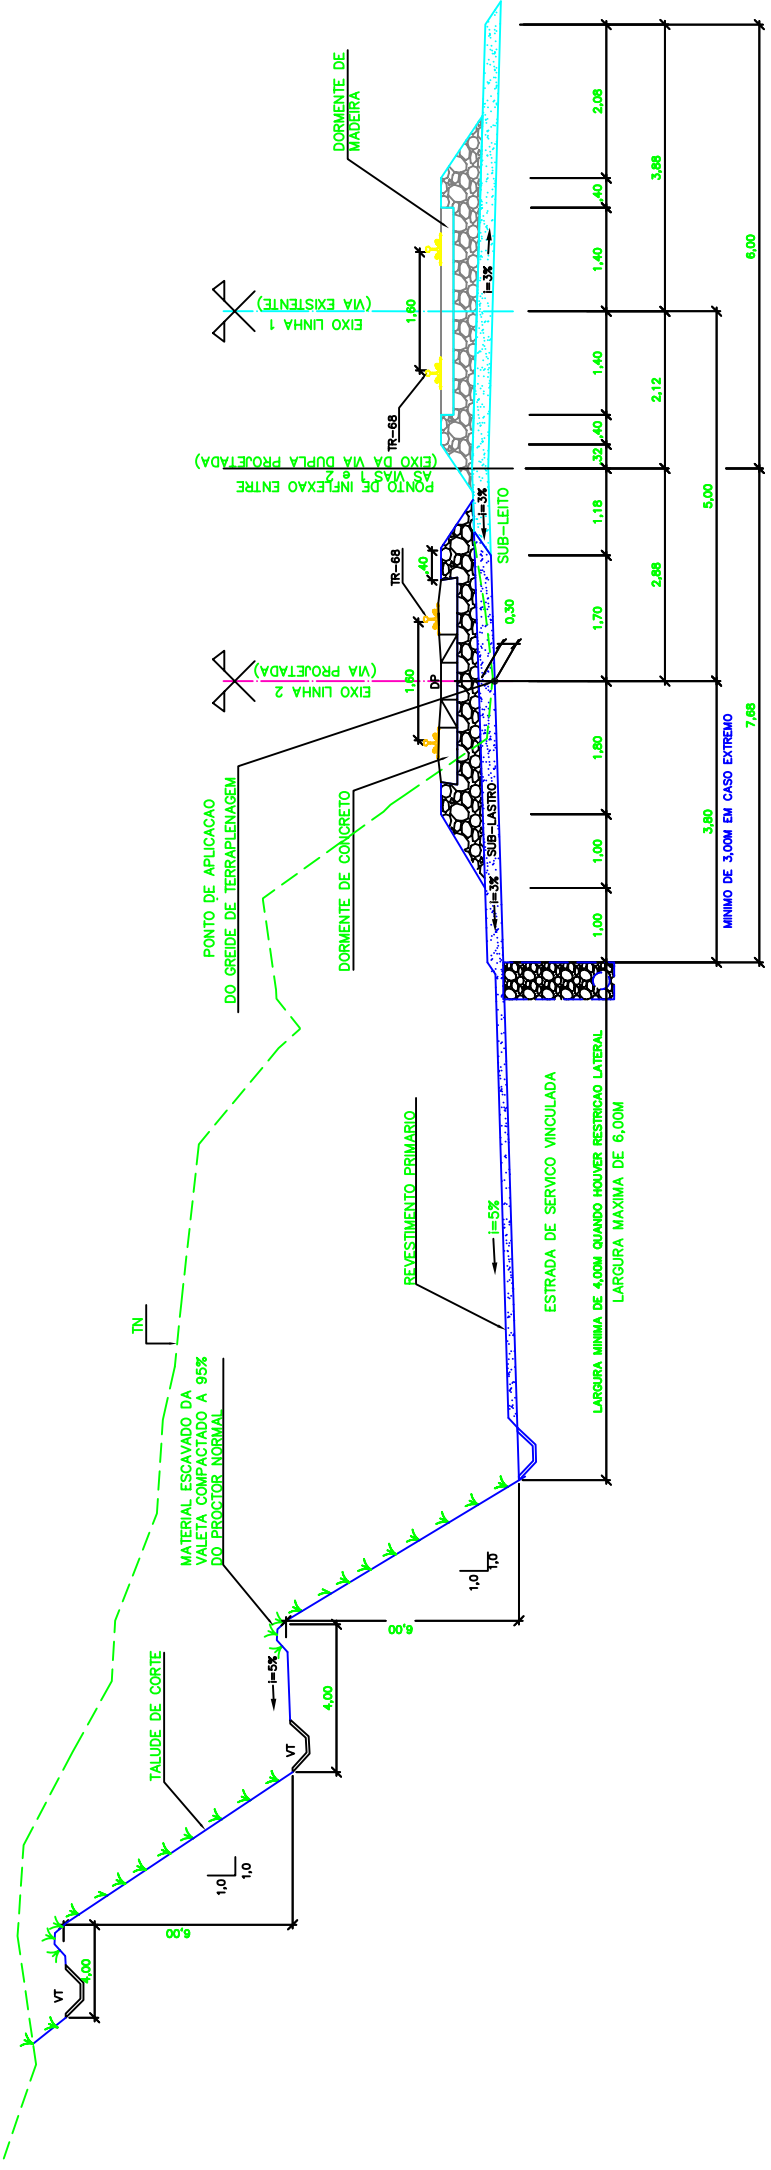 DORMENTE DE
MADEIRA
EIXO LINHA 1
(VIA EXISTENTE)
1,60
TR-68
i=3%
PONTO DE INFLEXAO ENTRE
AS VIAS 1 e 2
(EIXO DA VIA DUPLA PROJETADA)
2,08
,40
1,40
1,40
,40
,32
1,18
1,70
1,80
1,00
1,00
3,88
2,12
2,88
6,00
5,00
7,68
3,80
MINIMO DE 3,00M EM CASO EXTREMO
i=3%
SUB-LEITO
,40
TR-68
0,30
EIXO LINHA 2
(VIA PROJETADA)
1,60
DP
SUB-LASTRO
i=3%
PONTO DE APLICACAO
DO GREIDE DE TERRAPLENAGEM
DORMENTE DE CONCRETO
REVESTIMENTO PRIMARIO
i=5%
ESTRADA DE SERVICO VINCULADA
LARGURA MINIMA DE 4,00M QUANDO HOUVER RESTRICAO LATERAL
LARGURA MAXIMA DE 6,00M
TN
MATERIAL ESCAVADO DA
VALETA COMPACTADO A 95%
DO PROCTOR NORMAL
1,0
1,0
6,00
i=5%
4,00
VT
TALUDE DE CORTE
1,0
1,0
6,00
4,00
VT